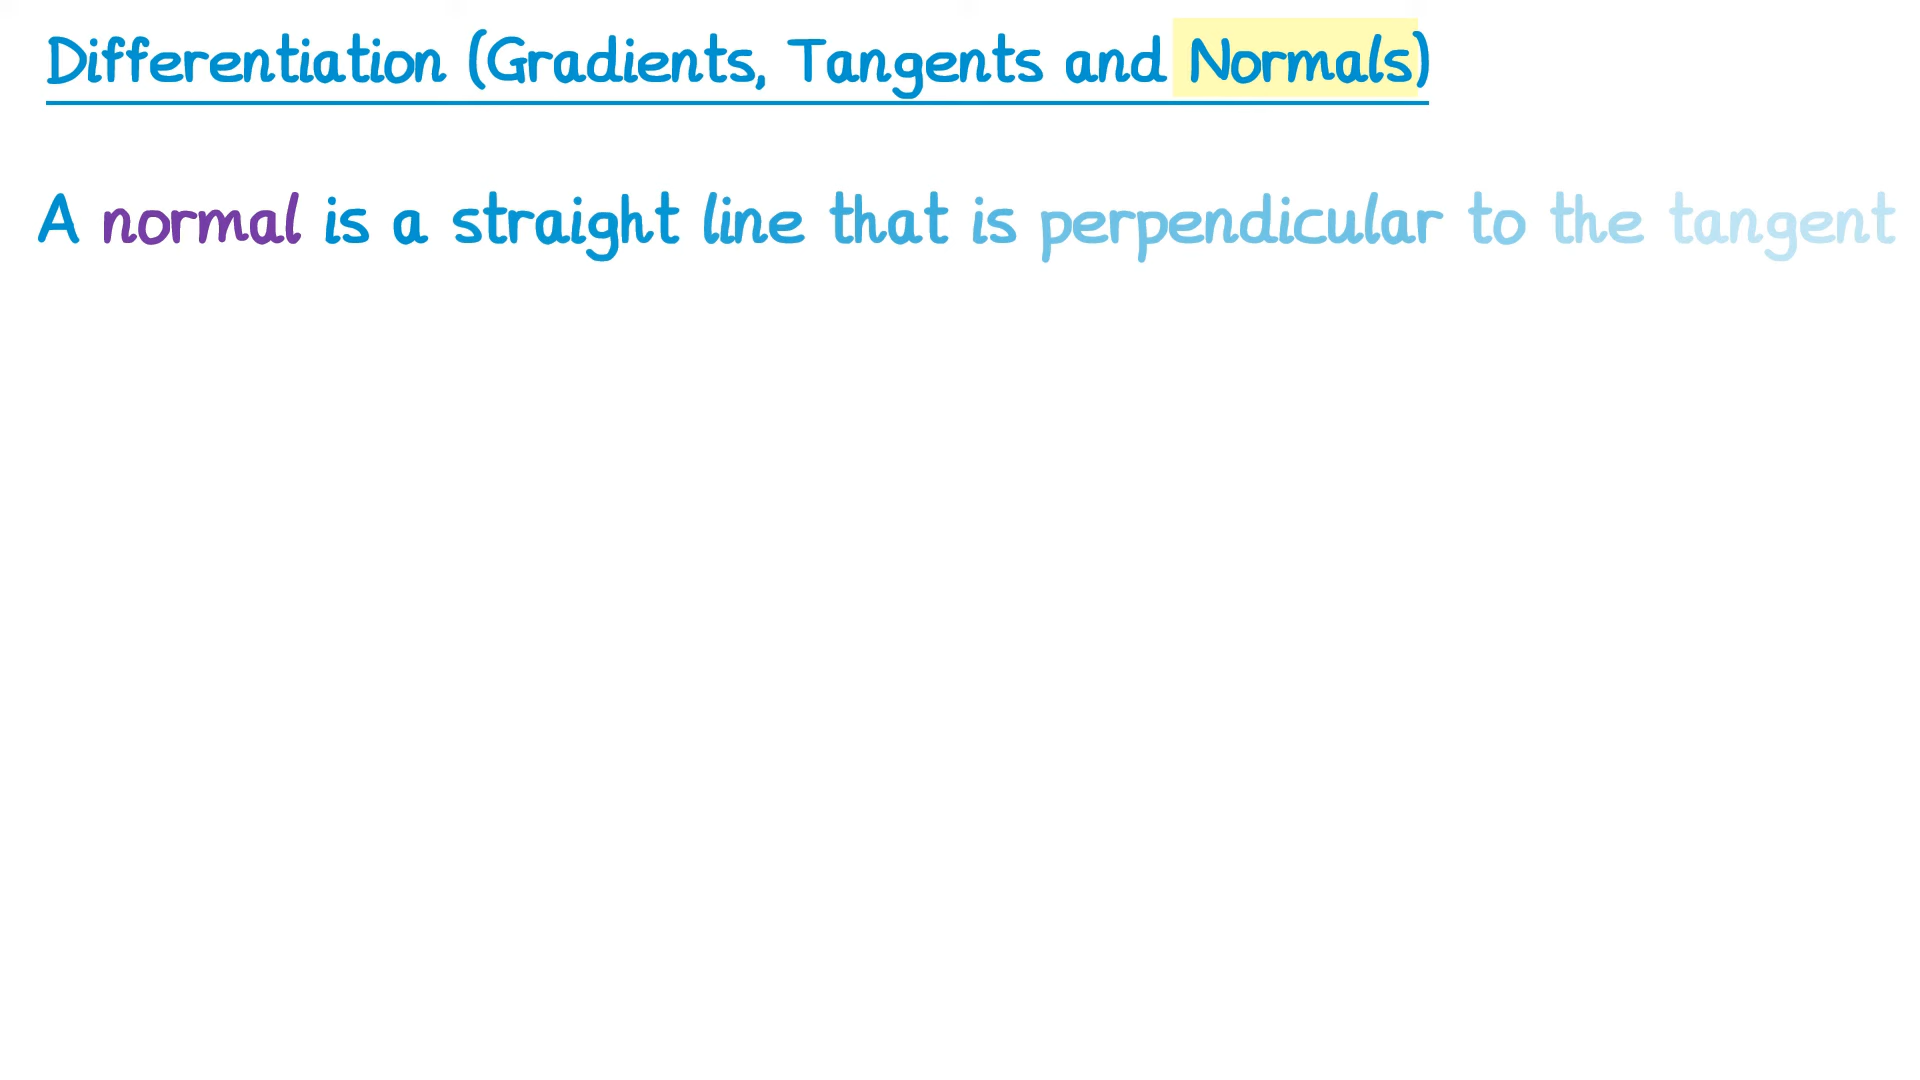 Differentiation (Gradients, Tangents and Normals)
A normal is a straight line that is perpendicular to the tangent